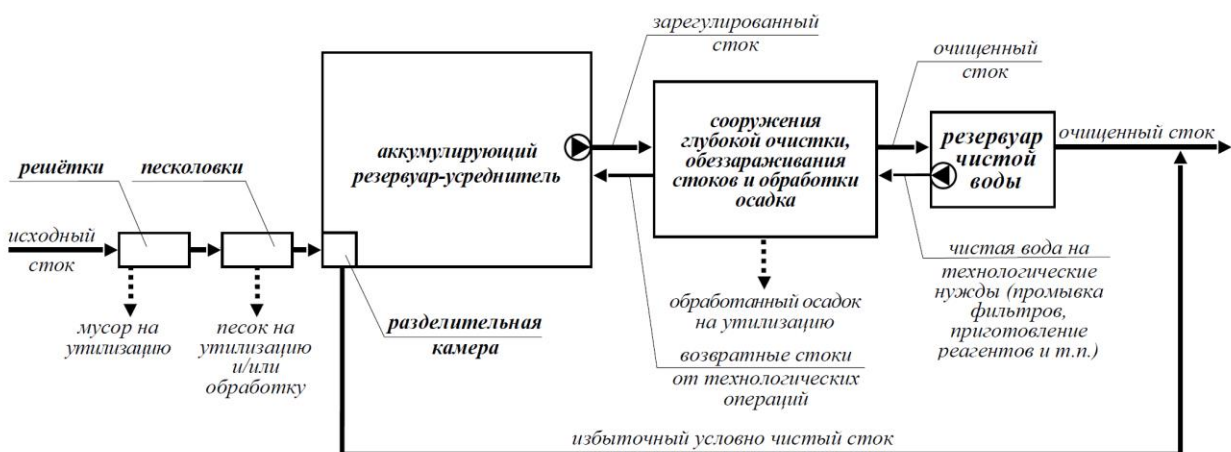 зарегулированный
сток
очищенный
сток
решётки
песколовки
аккумулирующий
резервуар-усреднитель
сооружения
глубокой очистки,
обеззараживания
стоков и обработки
осадка
резервуар
чистой
воды
очищенный сток
исходный
сток
мусор на
утилизацию
песок на
утилизацию
и/или
обработку
разделительная
камера
обработанный осадок
на утилизацию
возвратные стоки
от технологических
операций
чистая вода на
технологические
нужды (промывка
фильтров,
приготовление
реагентов и т.п.)
избыточный условно чистый сток